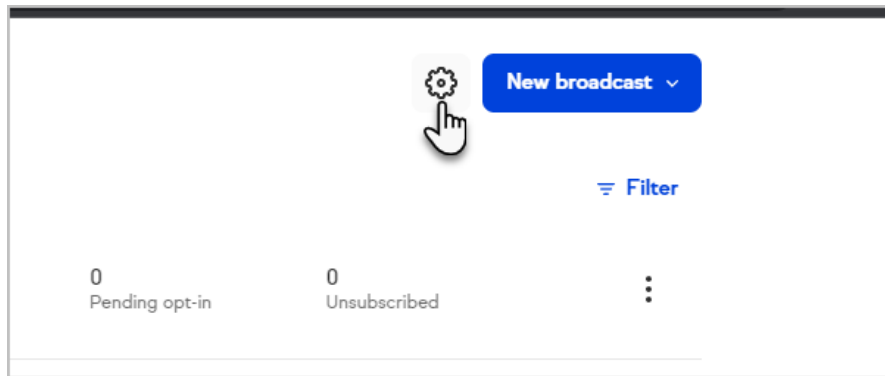 New broadcast
Filter
0
Pending opt-in
0
Unsubscribed